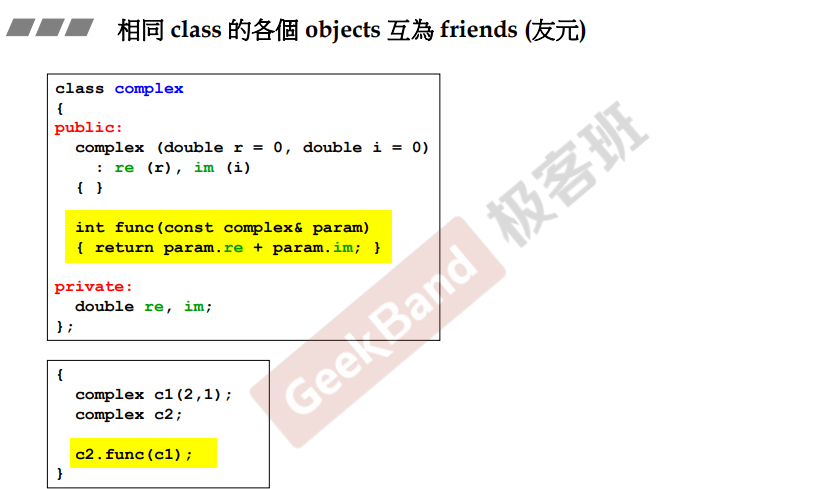 相同 class 的各個 objects 互為 friends (友元)
class complex
{
public:
  complex (double r = 0, double i = 0)
    : re (r), im (i)
  { }
  int func(const complex& param)
  { return param.re + param.im; }
private:
  double re, im;
};
{
  complex c1(2,1);
  complex c2;
  c2.func(c1);
}
GeekBand 极客班